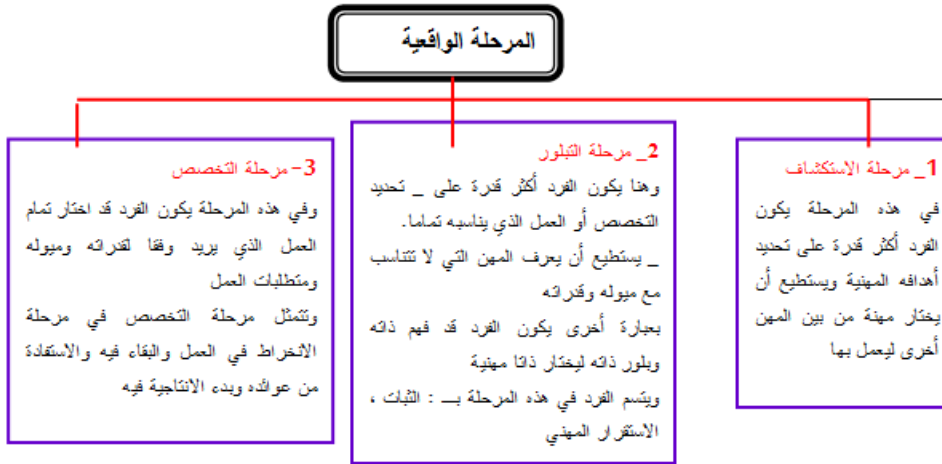 المرحلة الواقعية
1_ مرحلة الاستكشاف
في هذه المرحلة يكون
الفرد أكثر قدرة على تحديد
أهدافه المهنية ويستطيع أن
يختار مهنة من بين المهن
أخرى ليعمل بها
2_ مرحلة التبلور
وهنا يكون الفرد أكثر قدرة على _ تحديد
التخصص أو العمل الذي يناسبه تماما.
_ يستطيع أن يعرف المهن التي لا تتناسب
مع ميوله وقدراته
بعبارة أخرى يكون الفرد قد فهم ذاته
وبلور ذاته ليختار ذاتا مهنية
ويتسم الفرد في هذه المرحلة بـــ : الثبات ،
الاستقرار المهني
3- مرحلة التخصص
وفي هذه المرحلة يكون الفرد قد اختار تمام
العمل الذي يريد وفقا لقدراته وميوله
ومتطلبات العمل
وتتمثل مرحلة التخصص في مرحلة
الانخراط في العمل والبقاء فيه والاستفادة
من عوائده وبدء الانتاجية فيه